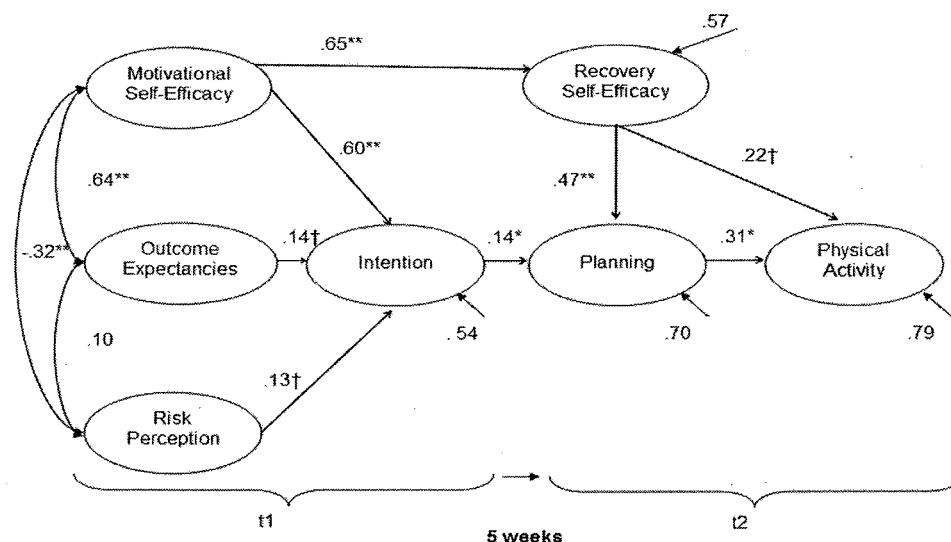 .57
.65**
Motivational
Self-Efficacy
Recovery
Self-Efficacy
.60**
.22†
.64**
.47**
-.32**
Outcome
Expectancies
.14†
Intention
.14*
Planning
.31*
Physical
Activity
.10
.54
.70
.79
.13†
Risk
Perception
t1
t2
5 weeks